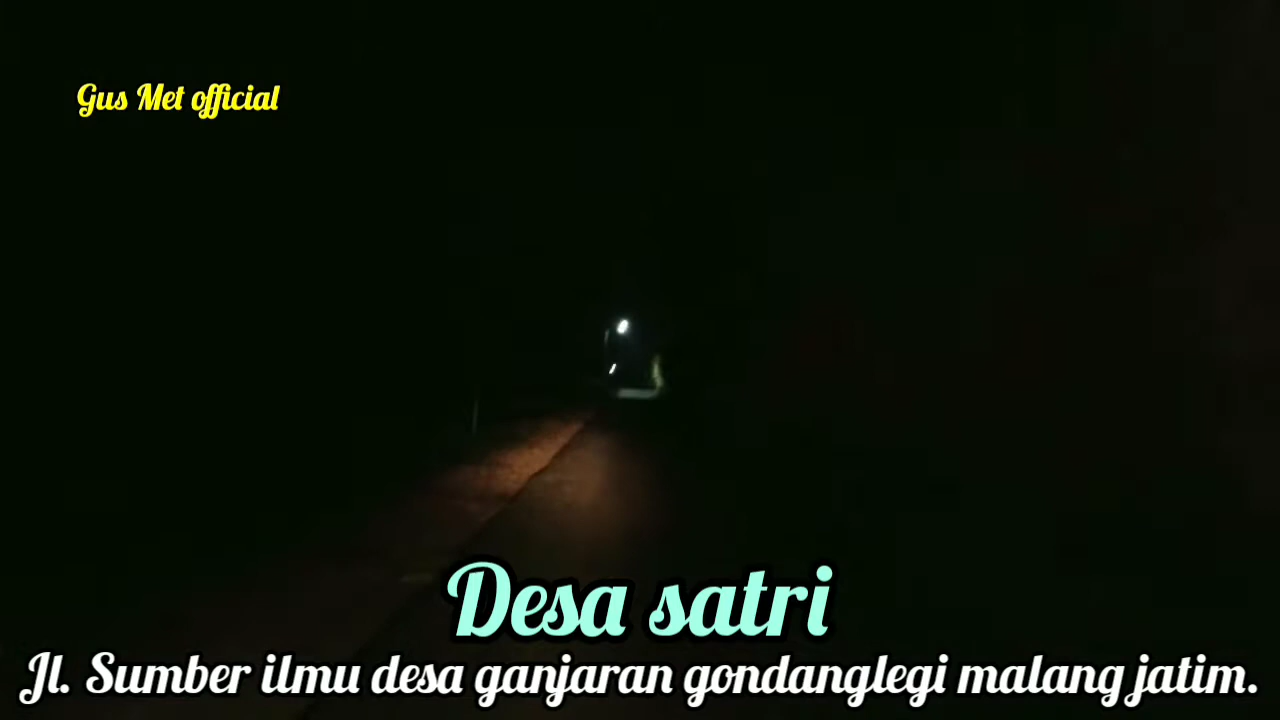 Gus Met official
Desa satri
Jl. Sumber ilmu desa ganjaran gondanglegi malang jatim.